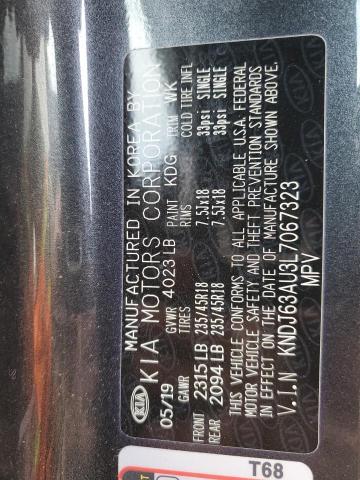 MANUFACTURED IN KOREA BY
KIA KIA MOTORS CORPORATION
05/19 GVWR 4023 LB PAINT KDG TRIM WK
GAWR TIRES RIMS COLD TIRE INFL
FRONT 2315 LB 235/45R18 7.5JX18 33psi SINGLE
REAR 2094 LB 235/45R18 7.5JX18 33psi SINGLE
THIS VEHICLE CONFORMS TO ALL APPLICABLE U.S.A. FEDERAL
MOTOR VEHICLE SAFETY AND THEFT PREVENTION STANDARDS
IN EFFECT ON THE DATE OF MANUFACTURE SHOWN ABOVE.
V.I.N KNDJ63AU3L7067323
MPV
T68